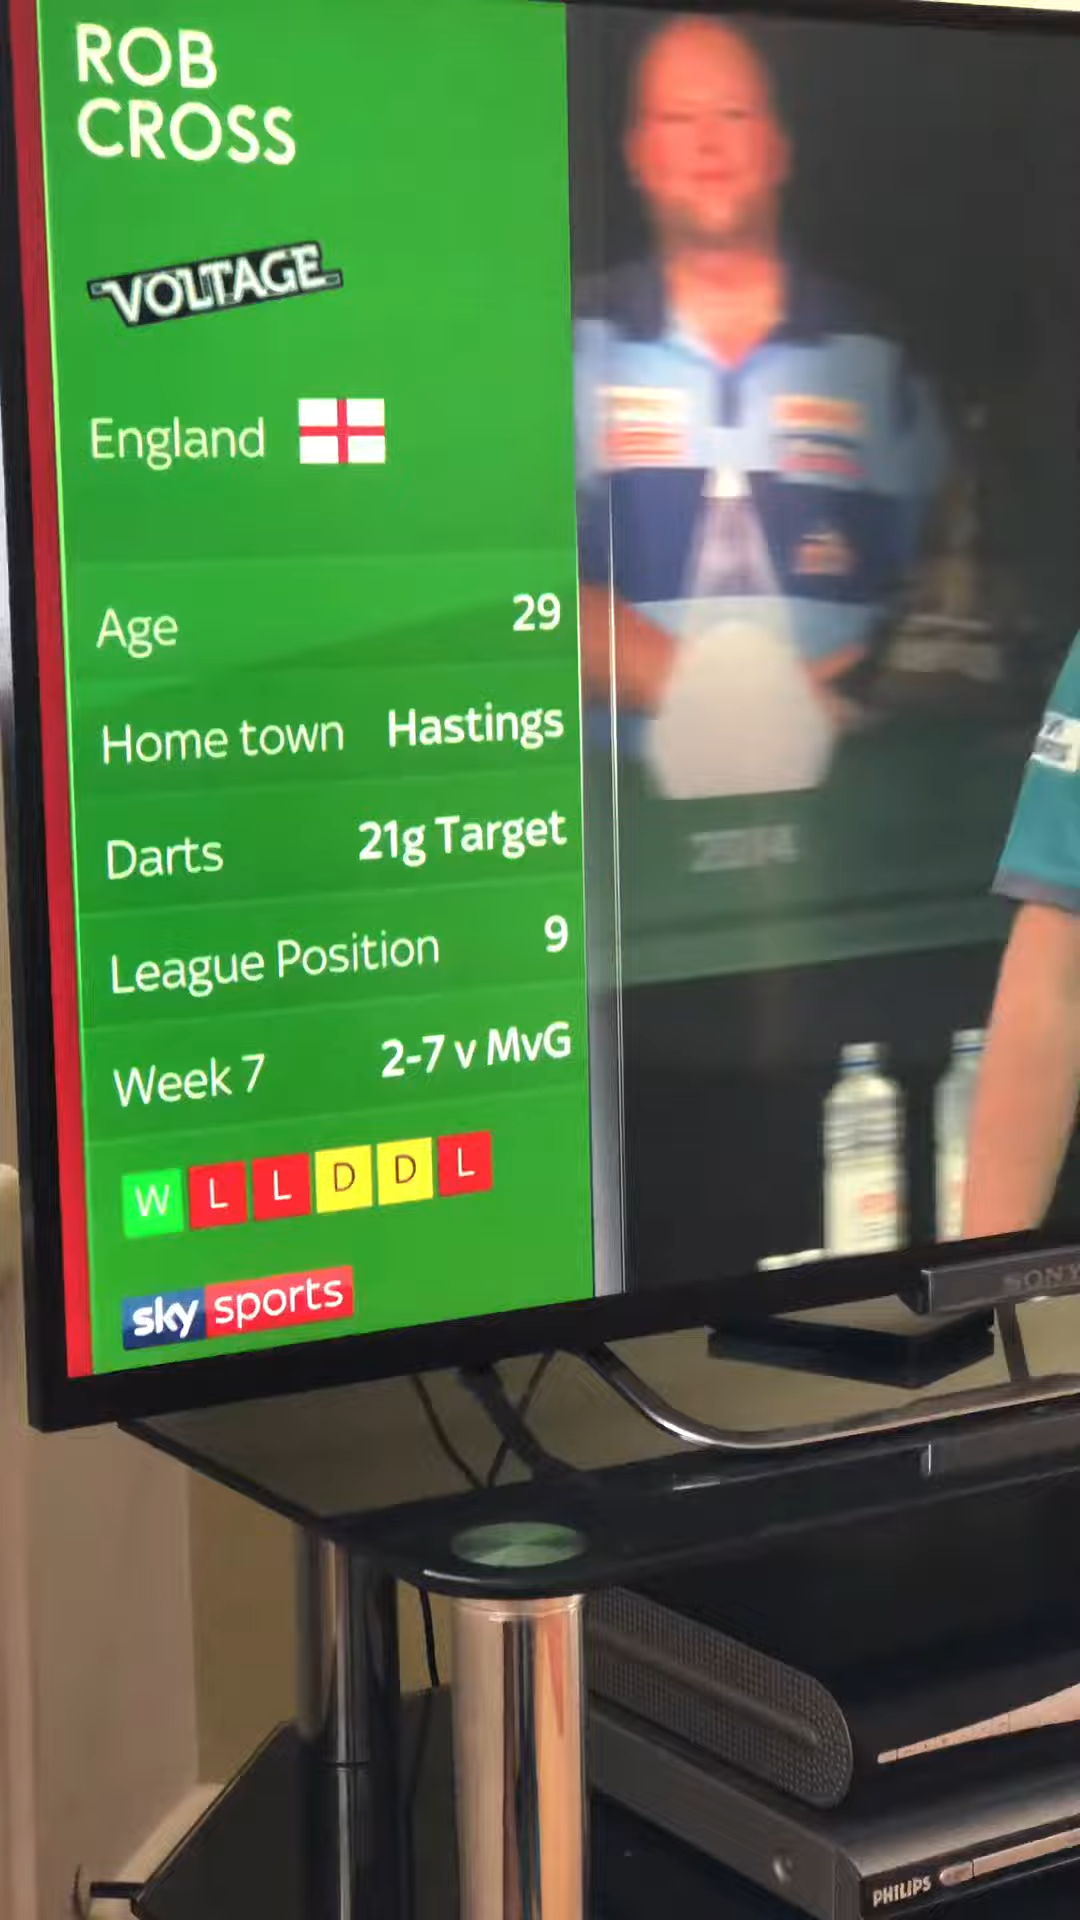 ROB
CROSS
VOLTAGE
England
Age 29
Home town Hastings
Darts 21g Target
League Position 9
Week 7 2-7 v MvG
W L L D D L
sky sports
SONY
PHILIPS